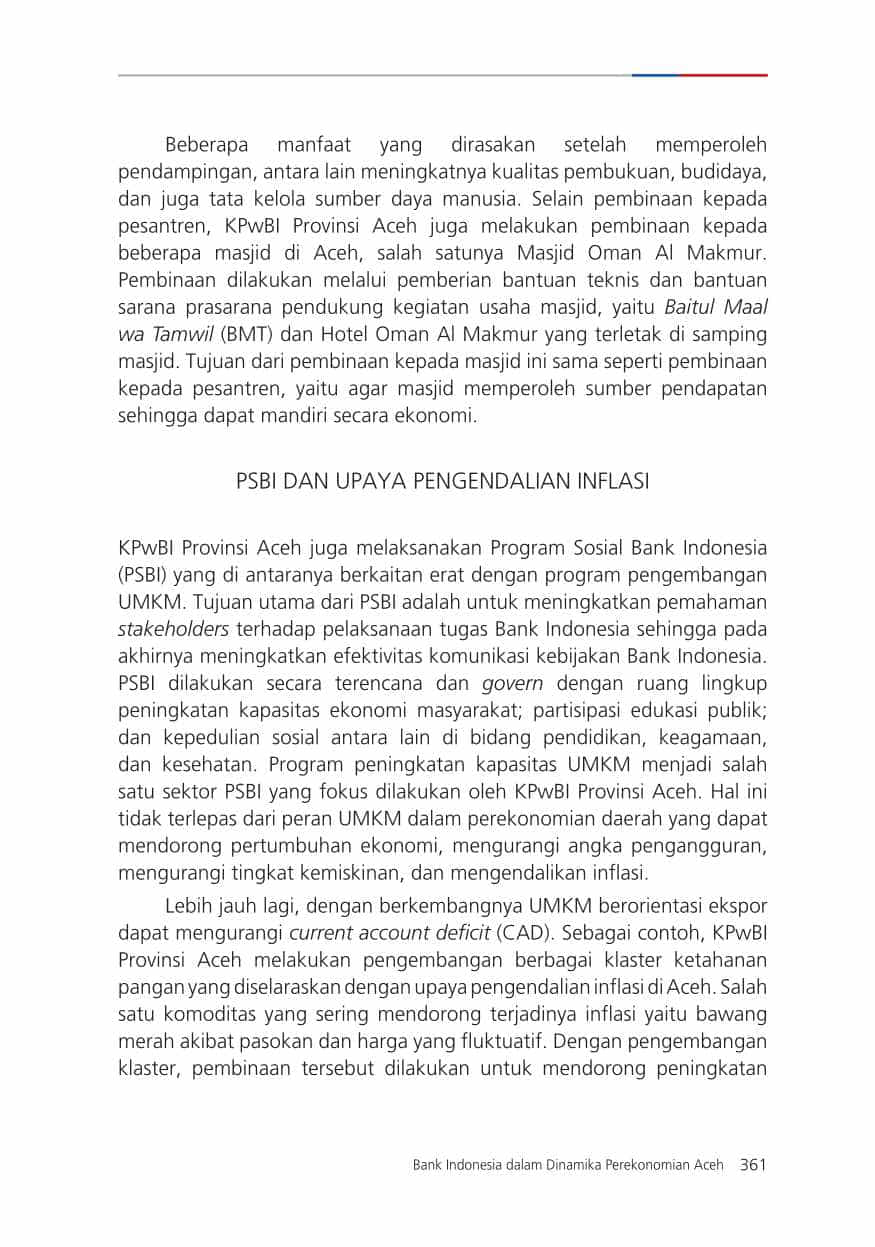 Beberapa manfaat yang dirasakan setelah memperoleh
pendampingan, antara lain meningkatnya kualitas pembukuan, budidaya,
dan juga tata kelola sumber daya manusia. Selain pembinaan kepada
pesantren, KPwBI Provinsi Aceh juga melakukan pembinaan kepada
beberapa masjid di Aceh, salah satunya Masjid Oman Al Makmur.
Pembinaan dilakukan melalui pemberian bantuan teknis dan bantuan
sarana prasarana pendukung kegiatan usaha masjid, yaitu Baitul Maal
wa Tamwil (BMT) dan Hotel Oman Al Makmur yang terletak di samping
masjid. Tujuan dari pembinaan kepada masjid ini sama seperti pembinaan
kepada pesantren, yaitu agar masjid memperoleh sumber pendapatan
sehingga dapat mandiri secara ekonomi.
PSBI DAN UPAYA PENGENDALIAN INFLASI
KPwBI Provinsi Aceh juga melaksanakan Program Sosial Bank Indonesia
(PSBI) yang di antaranya berkaitan erat dengan program pengembangan
UMKM. Tujuan utama dari PSBI adalah untuk meningkatkan pemahaman
stakeholders terhadap pelaksanaan tugas Bank Indonesia sehingga pada
akhirnya meningkatkan efektivitas komunikasi kebijakan Bank Indonesia.
PSBI dilakukan secara terencana dan govern dengan ruang lingkup
peningkatan kapasitas ekonomi masyarakat; partisipasi edukasi publik;
dan kepedulian sosial antara lain di bidang pendidikan, keagamaan,
dan kesehatan. Program peningkatan kapasitas UMKM menjadi salah
satu sektor PSBI yang fokus dilakukan oleh KPwBI Provinsi Aceh. Hal ini
tidak terlepas dari peran UMKM dalam perekonomian daerah yang dapat
mendorong pertumbuhan ekonomi, mengurangi angka pengangguran,
mengurangi tingkat kemiskinan, dan mengendalikan inflasi.
Lebih jauh lagi, dengan berkembangnya UMKM berorientasi ekspor
dapat mengurangi current account deficit (CAD). Sebagai contoh, KPwBI
Provinsi Aceh melakukan pengembangan berbagai klaster ketahanan
pangan yang diselaraskan dengan upaya pengendalian inflasi di Aceh. Salah
satu komoditas yang sering mendorong terjadinya inflasi yaitu bawang
merah akibat pasokan dan harga yang fluktuatif. Dengan pengembangan
klaster, pembinaan tersebut dilakukan untuk mendorong peningkatan
Bank Indonesia dalam Dinamika Perekonomian Aceh 361